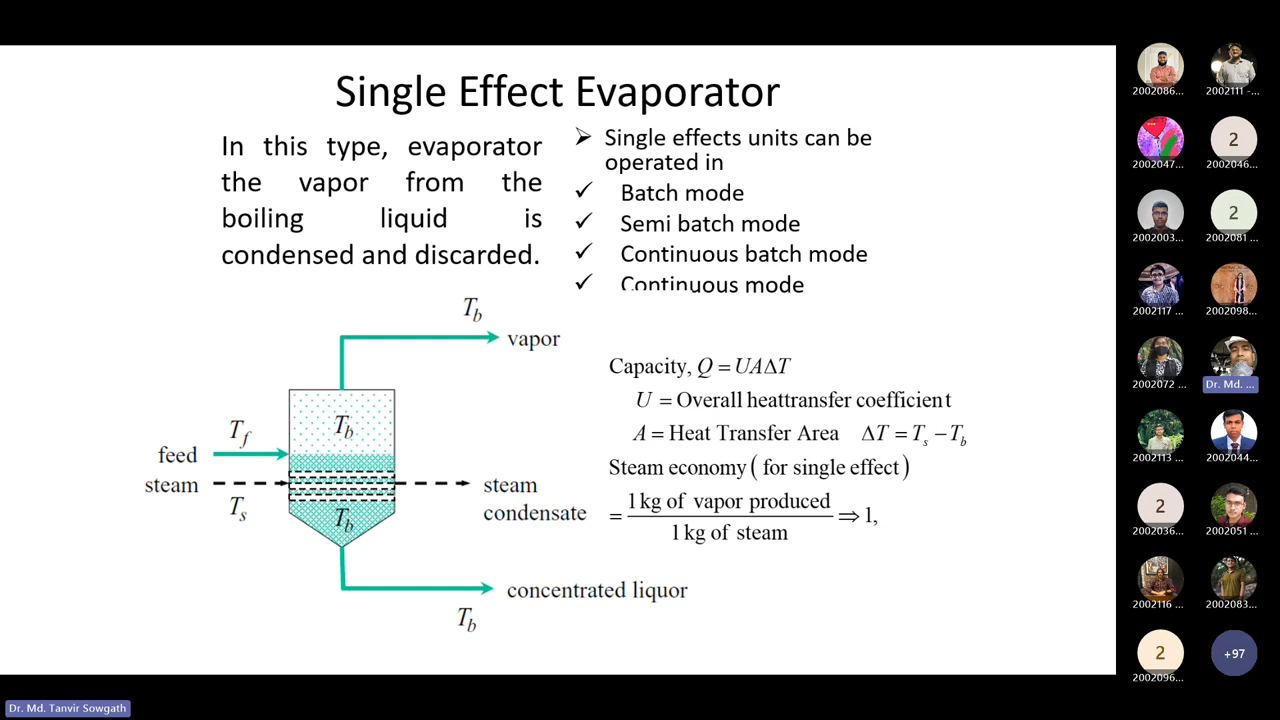 Single Effect Evaporator
In this type, evaporator
the vapor from the
boiling liquid is
condensed and discarded.
➢ Single effects units can be
operated in
✓ Batch mode
✓ Semi batch mode
✓ Continuous batch mode
✓ Continuous mode
T_b
vapor
T_f
T_b
feed
steam
T_s
T_b
steam
condensate
concentrated liquor
T_b
Capacity, Q = UAΔT
U = Overall heattransfer coefficient
A = Heat Transfer Area ΔT = T_s − T_b
Steam economy ( for single effect )
= 1 kg of vapor produced / 1 kg of steam ⇒ 1,
2002086...
2002111 -...
2002047...
2
2002046...
2002003...
2
2002081 ...
2002117 ...
2002098...
2002072 ...
Dr. Md. ...
2002113 ...
2002044...
2
2002036...
2002051 ...
2002116 ...
2002083...
2
2002096...
+97
Dr. Md. Tanvir Sowgath